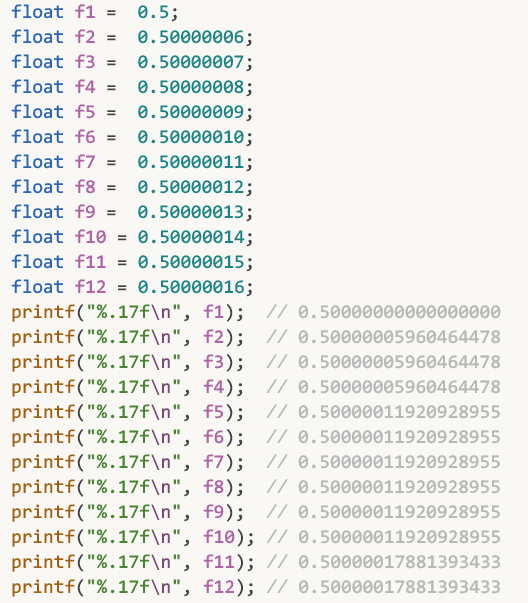 float f1 =  0.5;
float f2 =  0.50000006;
float f3 =  0.50000007;
float f4 =  0.50000008;
float f5 =  0.50000009;
float f6 =  0.50000010;
float f7 =  0.50000011;
float f8 =  0.50000012;
float f9 =  0.50000013;
float f10 = 0.50000014;
float f11 = 0.50000015;
float f12 = 0.50000016;
printf("%.17f\n", f1);  // 0.50000000000000000
printf("%.17f\n", f2);  // 0.50000005960464478
printf("%.17f\n", f3);  // 0.50000005960464478
printf("%.17f\n", f4);  // 0.50000005960464478
printf("%.17f\n", f5);  // 0.50000011920928955
printf("%.17f\n", f6);  // 0.50000011920928955
printf("%.17f\n", f7);  // 0.50000011920928955
printf("%.17f\n", f8);  // 0.50000011920928955
printf("%.17f\n", f9);  // 0.50000011920928955
printf("%.17f\n", f10); // 0.50000011920928955
printf("%.17f\n", f11); // 0.50000017881393433
printf("%.17f\n", f12); // 0.50000017881393433